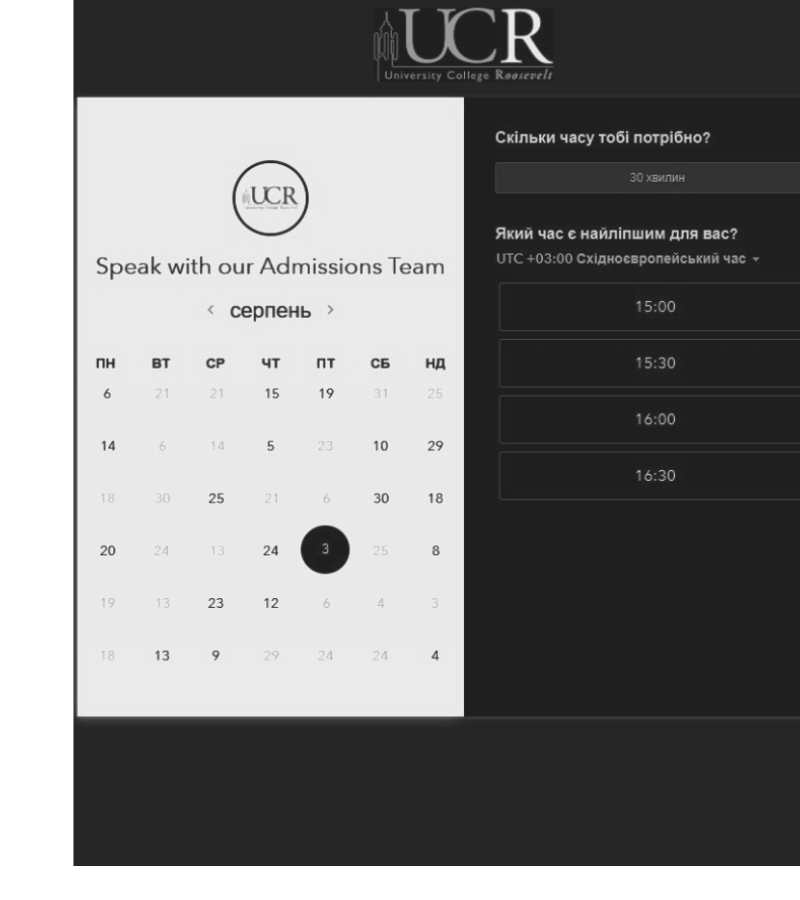 UCR
University College Roosevelt
UCR
Speak with our Admissions Team
< серпень >
ПН ВТ СР ЧТ ПТ СБ НД
6 21 21 15 19 31 25
14 6 14 5 23 10 29
18 30 25 21 6 30 18
20 24 13 24 3 25 8
19 13 23 12 6 4 3
18 13 9 29 24 24 4
Скільки часу тобі потрібно?
30 хвилин
Який час є найліпшим для вас?
UTC +03:00 Східноєвропейський час
15:00
15:30
16:00
16:30